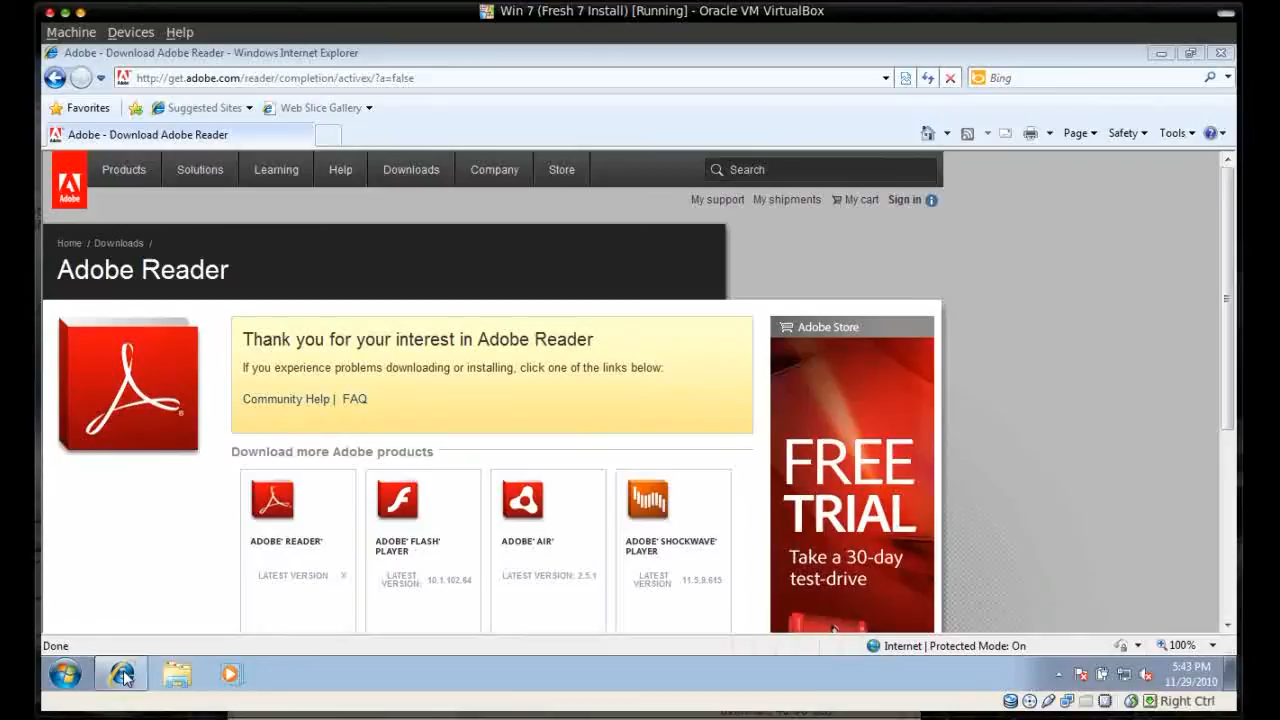 Win 7 (Fresh 7 Install) [Running] - Oracle VM VirtualBox
Machine Devices Help
Adobe - Download Adobe Reader - Windows Internet Explorer
http://get.adobe.com/reader/completion/activex/?a=false
Bing
Favorites Suggested Sites Web Slice Gallery
Adobe - Download Adobe Reader
Page Safety Tools
Adobe
Products Solutions Learning Help Downloads Company Store
Search
My support My shipments My cart Sign in
Home / Downloads /
Adobe Reader
Thank you for your interest in Adobe Reader
If you experience problems downloading or installing, click one of the links below:
Community Help | FAQ
Adobe Store
FREE
TRIAL
Take a 30-day
test-drive
Download more Adobe products
ADOBE® READER®
LATEST VERSION X
ADOBE® FLASH®
PLAYER
LATEST
VERSION: 10.1.102.64
ADOBE® AIR®
LATEST VERSION: 2.5.1
ADOBE® SHOCKWAVE®
PLAYER
LATEST
VERSION 11.5.9.615
Done
Internet | Protected Mode: On
100%
5:43 PM
11/29/2010
Right Ctrl